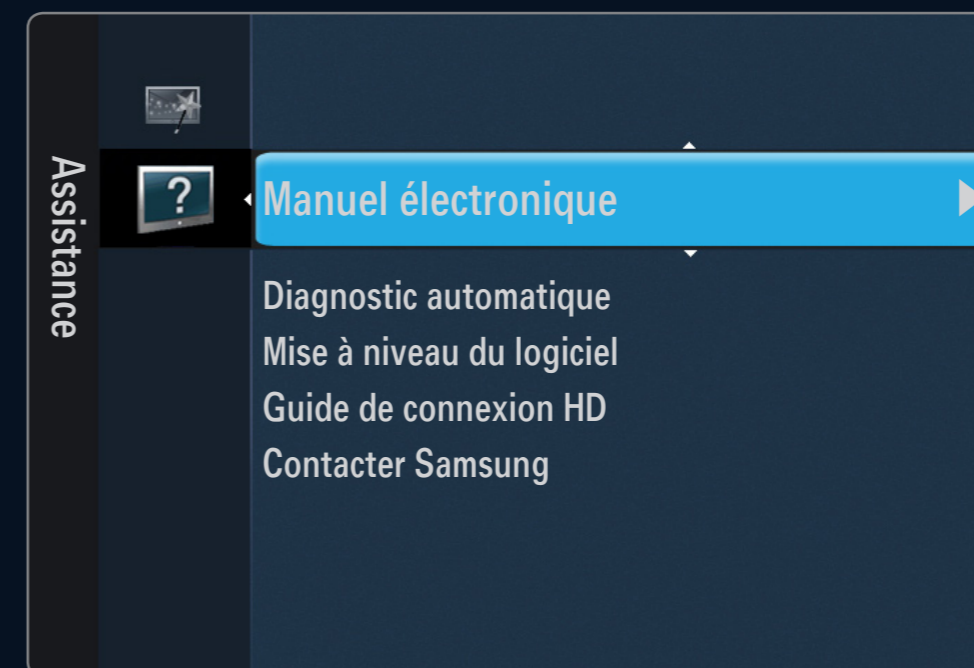 Assistance
Manuel électronique
Diagnostic automatique
Mise à niveau du logiciel
Guide de connexion HD
Contacter Samsung